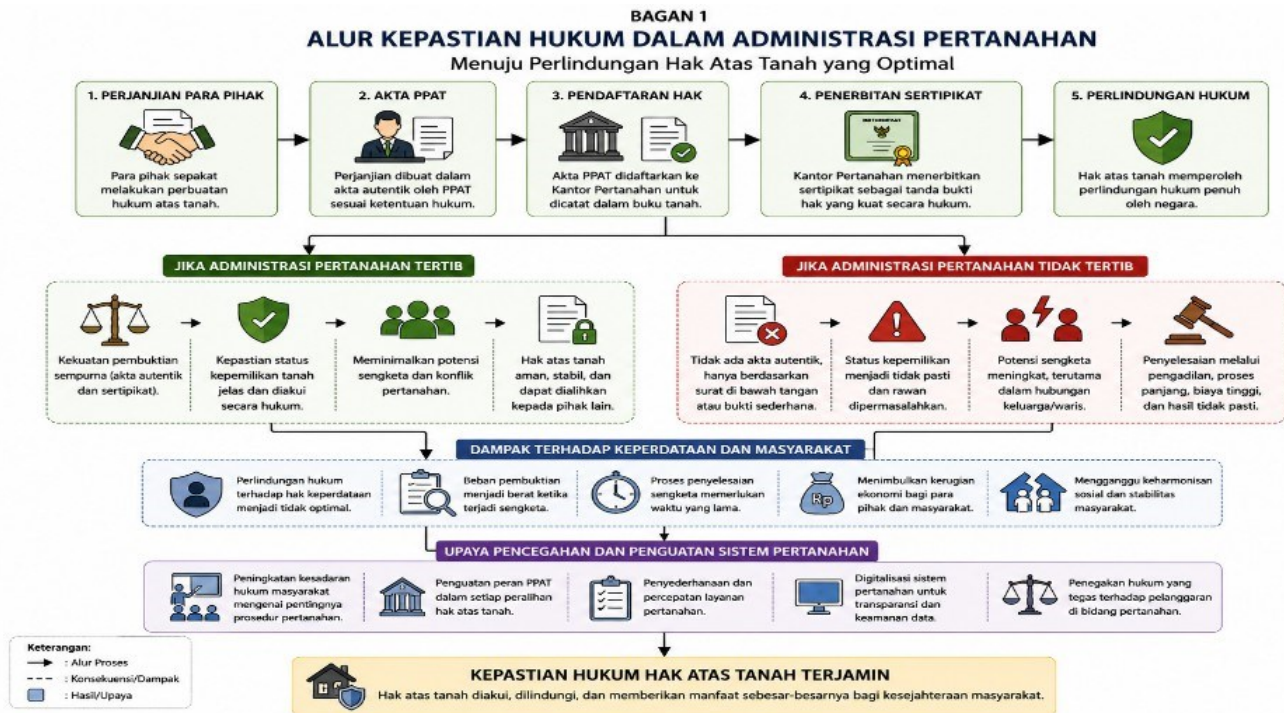 BAGAN 1
ALUR KEPASTIAN HUKUM DALAM ADMINISTRASI PERTANAHAN
Menuju Perlindungan Hak Atas Tanah yang Optimal
1. PERJANJIAN PARA PIHAK
Para pihak sepakat
melakukan perbuatan
hukum atas tanah.
2. AKTA PPAT
Perjanjian dibuat dalam
akta autentik oleh PPAT
sesuai ketentuan hukum.
3. PENDAFTARAN HAK
Akta PPAT didaftarkan ke
Kantor Pertanahan untuk
dicatat dalam buku tanah.
4. PENERBITAN SERTIPIKAT
Kantor Pertanahan menerbitkan
sertipikat sebagai tanda bukti
hak yang kuat secara hukum.
5. PERLINDUNGAN HUKUM
Hak atas tanah memperoleh
perlindungan hukum penuh
oleh negara.
JIKA ADMINISTRASI PERTANAHAN TERTIB
Kekuatan pembuktian
sempurna (akta autentik
dan sertipikat).
Kepastian status
kepemilikan tanah
jelas dan diakui
secara hukum.
Meminimalkan potensi
sengketa dan konflik
pertanahan.
Hak atas tanah
aman, stabil, dan
dapat dialihkan
kepada pihak lain.
JIKA ADMINISTRASI PERTANAHAN TIDAK TERTIB
Tidak ada akta autentik,
hanya berdasarkan
surat di bawah tangan
atau bukti sederhana.
Status kepemilikan
menjadi tidak pasti
dan rawan
dipermasalahkan.
Potensi sengketa
meningkat, terutama
dalam hubungan
keluarga/waris.
Penyelesaian melalui
pengadilan, proses
panjang, biaya tinggi,
dan hasil tidak pasti.
DAMPAK TERHADAP KEPERDATAAN DAN MASYARAKAT
Perlindungan hukum
terhadap hak keperdataan
menjadi tidak optimal.
Beban pembuktian
menjadi berat ketika
terjadi sengketa.
Proses penyelesaian
sengketa memerlukan
waktu yang lama.
Rp
Menimbulkan kerugian
ekonomi bagi para
pihak dan masyarakat.
Mengganggu keharmonisan
sosial dan stabilitas
masyarakat.
UPAYA PENCEGAHAN DAN PENGUATAN SISTEM PERTANAHAN
Peningkatan kesadaran
hukum masyarakat
mengenai pentingnya
prosedur pertanahan.
Penguatan peran PPAT
dalam setiap peralihan
hak atas tanah.
Penyederhanaan dan
percepatan layanan
pertanahan.
Digitalisasi sistem
pertanahan untuk
transparansi dan
keamanan data.
Penegakan hukum yang
tegas terhadap pelanggaran
di bidang pertanahan.
Keterangan:
: Alur Proses
: Konsekuensi/Dampak
: Hasil/Upaya
KEPASTIAN HUKUM HAK ATAS TANAH TERJAMIN
Hak atas tanah diakui, dilindungi, dan memberikan manfaat sebesar-besarnya bagi kesejahteraan masyarakat.